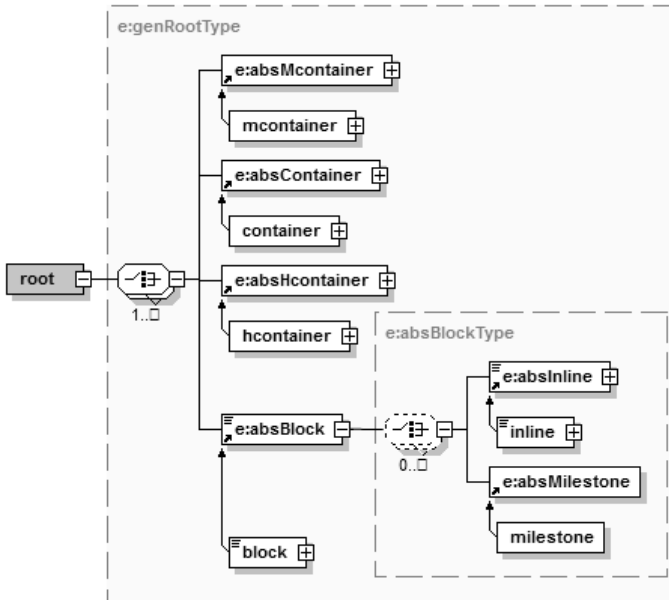 e:genRootType
e:absMcontainer
mcontainer
e:absContainer
container
root
e:absHcontainer
1..□
hcontainer
e:absBlockType
e:absInline
e:absBlock
inline
0..□
e:absMilestone
milestone
block